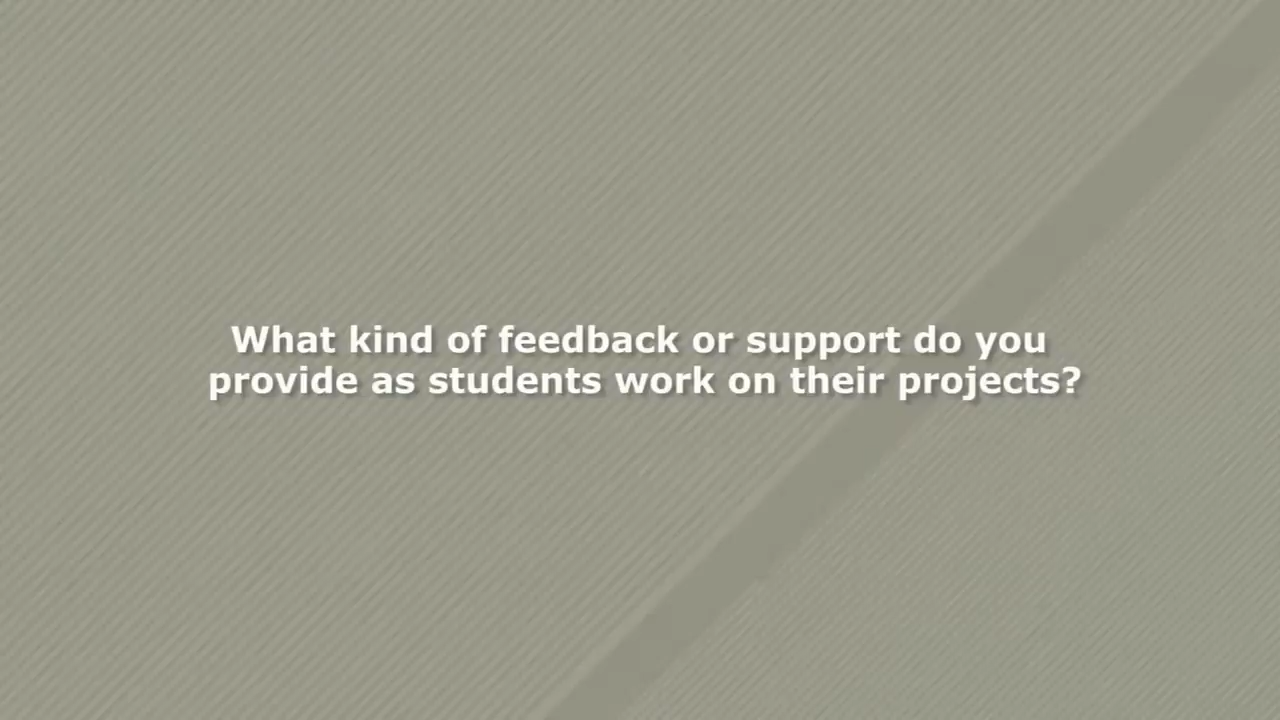 What kind of feedback or support do you
provide as students work on their projects?